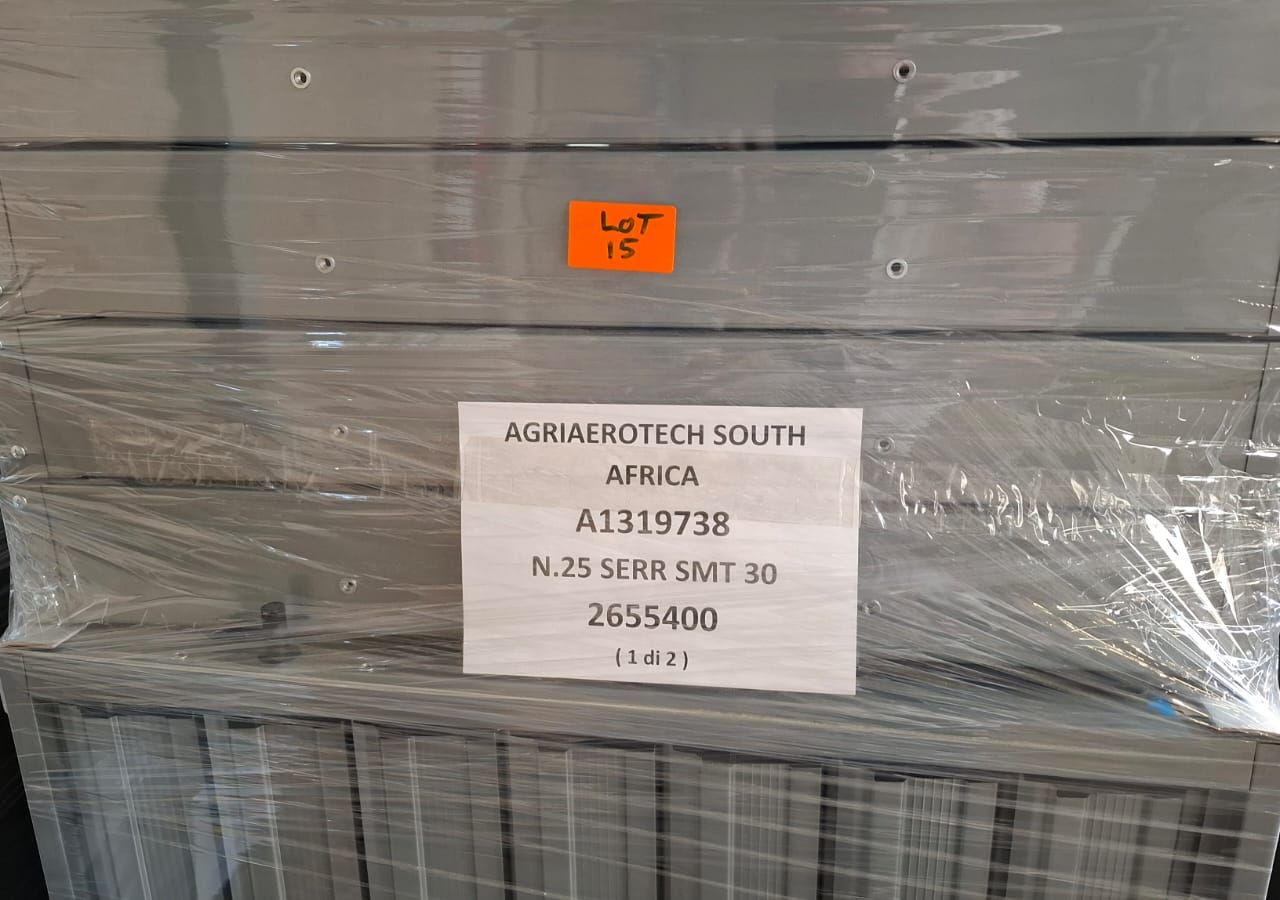 LOT
15
AGRIAEROTECH SOUTH
AFRICA
A1319738
N.25 SERR SMT 30
2655400
( 1 di 2 )